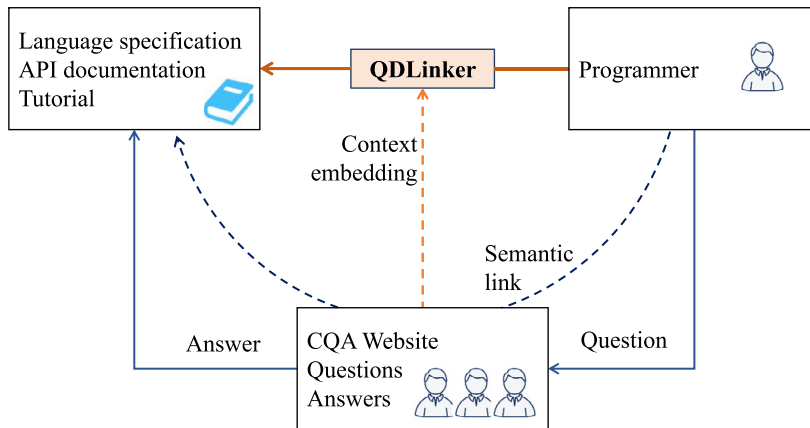 Language specification
API documentation
Tutorial
QDLinker
Programmer
Context
embedding
Semantic
link
Answer
CQA Website
Questions
Answers
Question